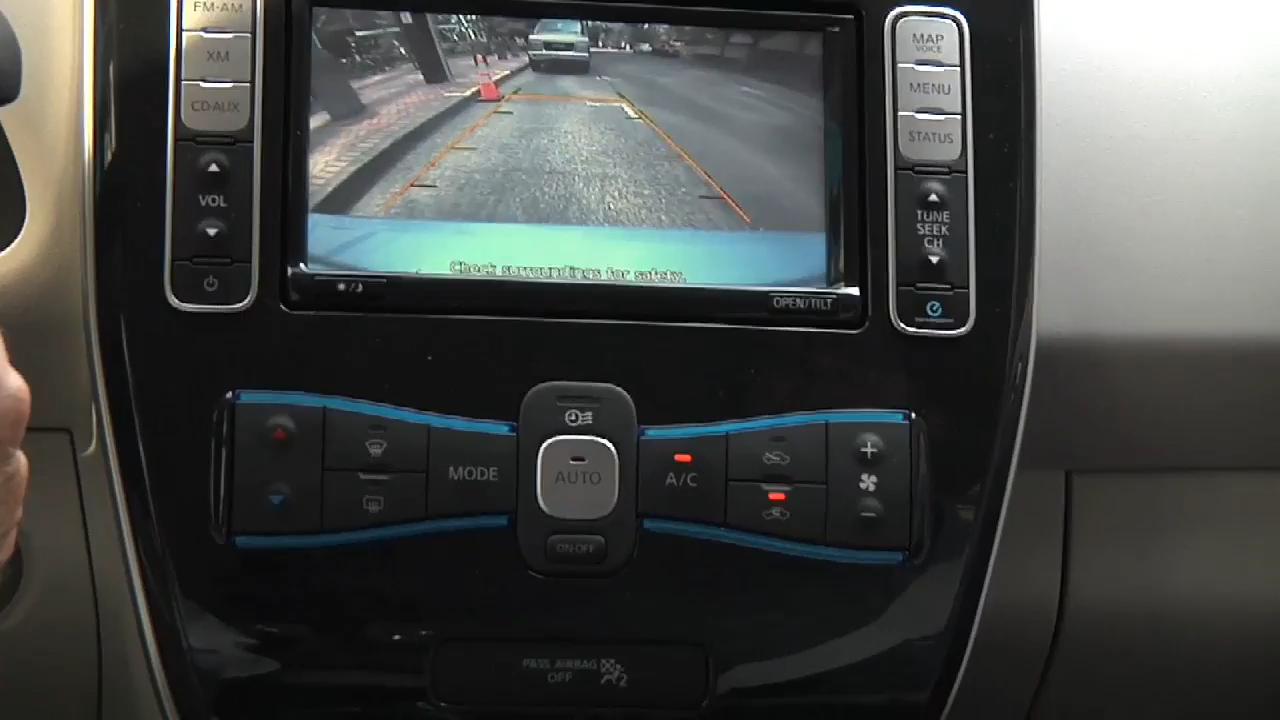 FM-AM
XM
CD·AUX
VOL
Check surroundings for safety.
OPEN/TILT
MAP
VOICE
MENU
STATUS
TUNE
SEEK
CH
MODE
AUTO
ON·OFF
A/C
PASS AIRBAG
OFF 2